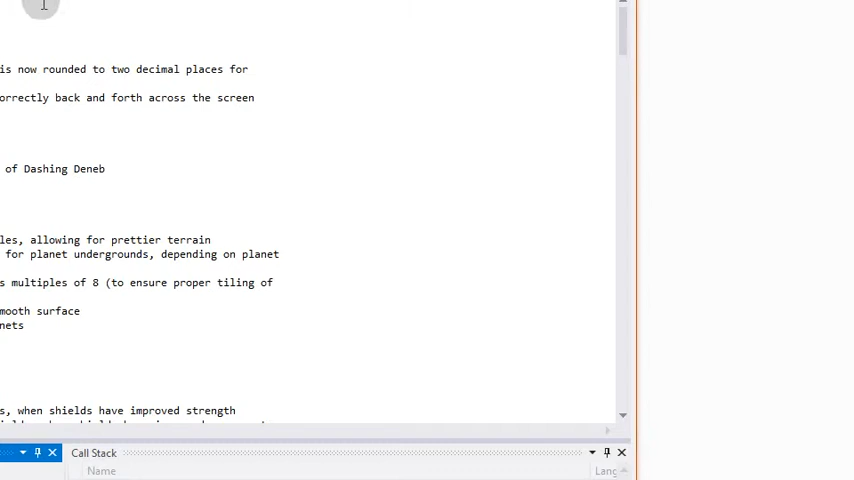 is now rounded to two decimal places for
orrectly back and forth across the screen
of Dashing Deneb
les, allowing for prettier terrain
for planet undergrounds, depending on planet
s multiples of 8 (to ensure proper tiling of
mooth surface
nets
s, when shields have improved strength
Call Stack
Name
Lang